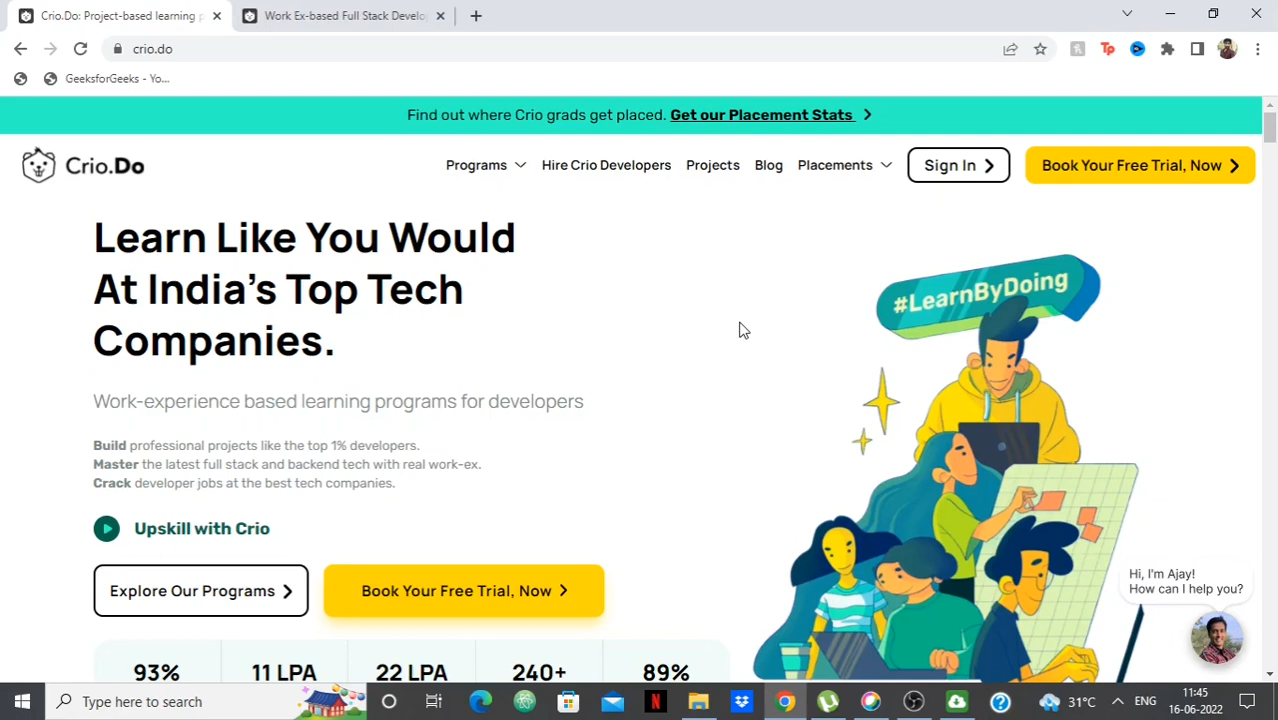 Crio.Do: Project-based learning p
Work Ex-based Full Stack Develo
crio.do
GeeksforGeeks - Yo...
Find out where Crio grads get placed. Get our Placement Stats
Crio.Do
Programs
Hire Crio Developers
Projects
Blog
Placements
Sign In
Book Your Free Trial, Now
Learn Like You Would
At India's Top Tech
Companies.
#LearnByDoing
Work-experience based learning programs for developers
Build professional projects like the top 1% developers.
Master the latest full stack and backend tech with real work-ex.
Crack developer jobs at the best tech companies.
Upskill with Crio
Explore Our Programs
Book Your Free Trial, Now
Hi, I'm Ajay!
How can I help you?
93%
11 LPA
22 LPA
240+
89%
Type here to search
31°C
ENG
11:45
16-06-2022